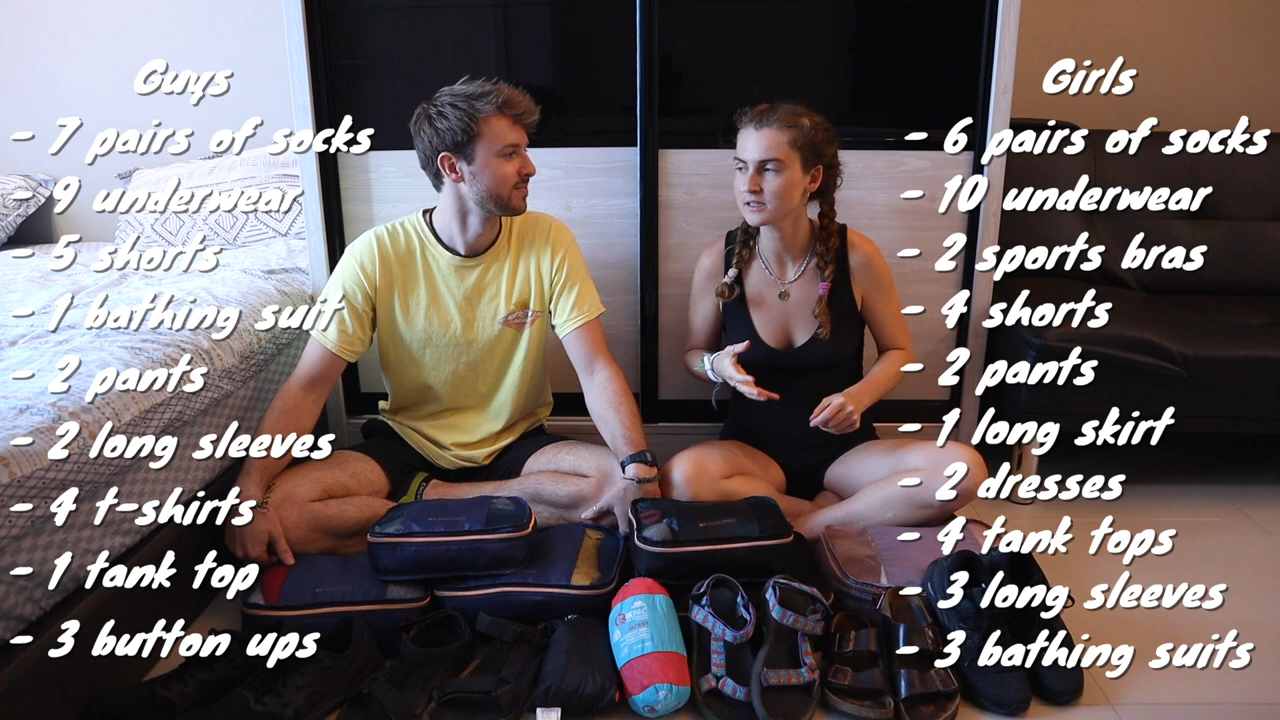 Guys
- 7 pairs of socks
- 9 underwear
- 5 shorts
- 1 bathing suit
- 2 pants
- 2 long sleeves
- 4 t-shirts
- 1 tank top
- 3 button ups
Girls
- 6 pairs of socks
- 10 underwear
- 2 sports bras
- 4 shorts
- 2 pants
- 1 long skirt
- 2 dresses
- 4 tank tops
- 3 long sleeves
- 3 bathing suits